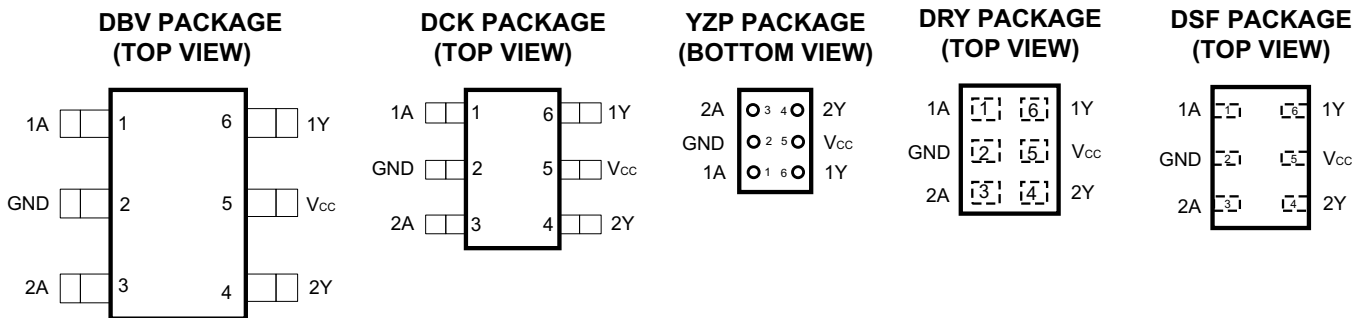 DBV PACKAGE
(TOP VIEW)
1A 1 6 1Y
GND 2 5 VCC
2A 3 4 2Y
DCK PACKAGE
(TOP VIEW)
1A 1 6 1Y
GND 2 5 VCC
2A 3 4 2Y
YZP PACKAGE
(BOTTOM VIEW)
2A 3 4 2Y
GND 2 5 VCC
1A 1 6 1Y
DRY PACKAGE
(TOP VIEW)
1A 1 6 1Y
GND 2 5 VCC
2A 3 4 2Y
DSF PACKAGE
(TOP VIEW)
1A 1 6 1Y
GND 2 5 VCC
2A 3 4 2Y